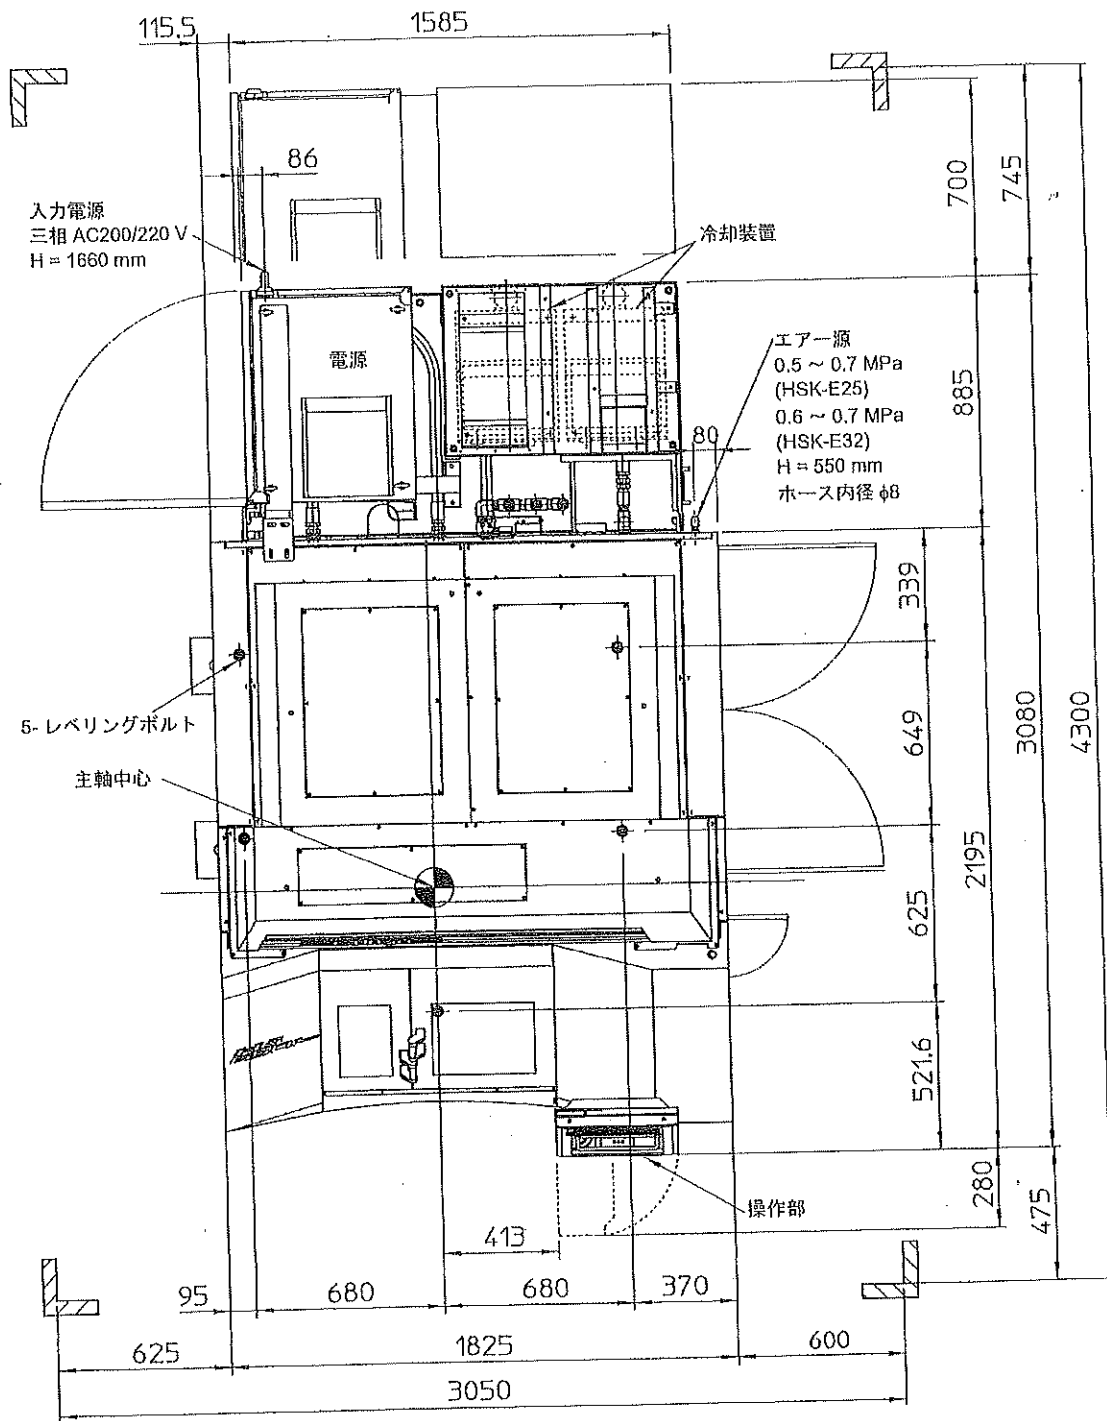 115.5
1585
86
入力電源
三相 AC200/220 V
H = 1660 mm
冷却装置
700
745
電源
エアー源
0.5 ~ 0.7 MPa
(HSK-E25)
0.6 ~ 0.7 MPa
(HSK-E32)
H = 550 mm
ホース内径 ϕ8
80
885
339
5- レベリングボルト
649
主軸中心
3080
4300
2195
625
521.6
操作部
280
475
413
95
680
680
370
625
1825
600
3050